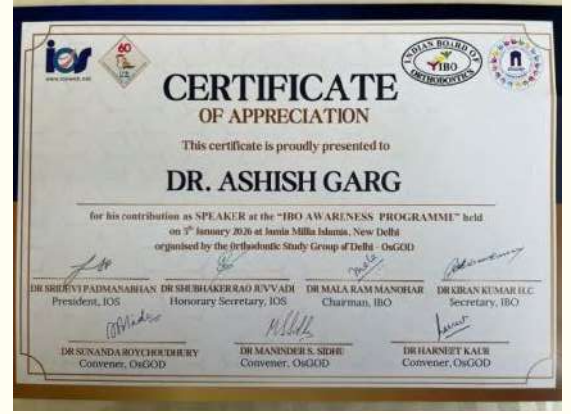 ios
www.iosweb.net
60
INDIAN BOARD OF ORTHODONTICS
IBO
CERTIFICATE
OF APPRECIATION
This certificate is proudly presented to
DR. ASHISH GARG
for his contribution as SPEAKER at the "IBO AWARENESS PROGRAMME" held
on 5th January 2026 at Jamia Millia Islamia, New Delhi
organised by the Orthodontic Study Group of Delhi - OsGOD
DR SRIDEVI PADMANABHAN
President, IOS
DR SHUBHAKER RAO JUVVADI
Honorary Secretary, IOS
DR MALA RAM MANOHAR
Chairman, IBO
DR KIRAN KUMAR H.C
Secretary, IBO
DR SUNANDA ROYCHOUDHURY
Convener, OsGOD
DR MANINDER S. SIDHU
Convener, OsGOD
DR HARNEET KAUR
Convener, OsGOD